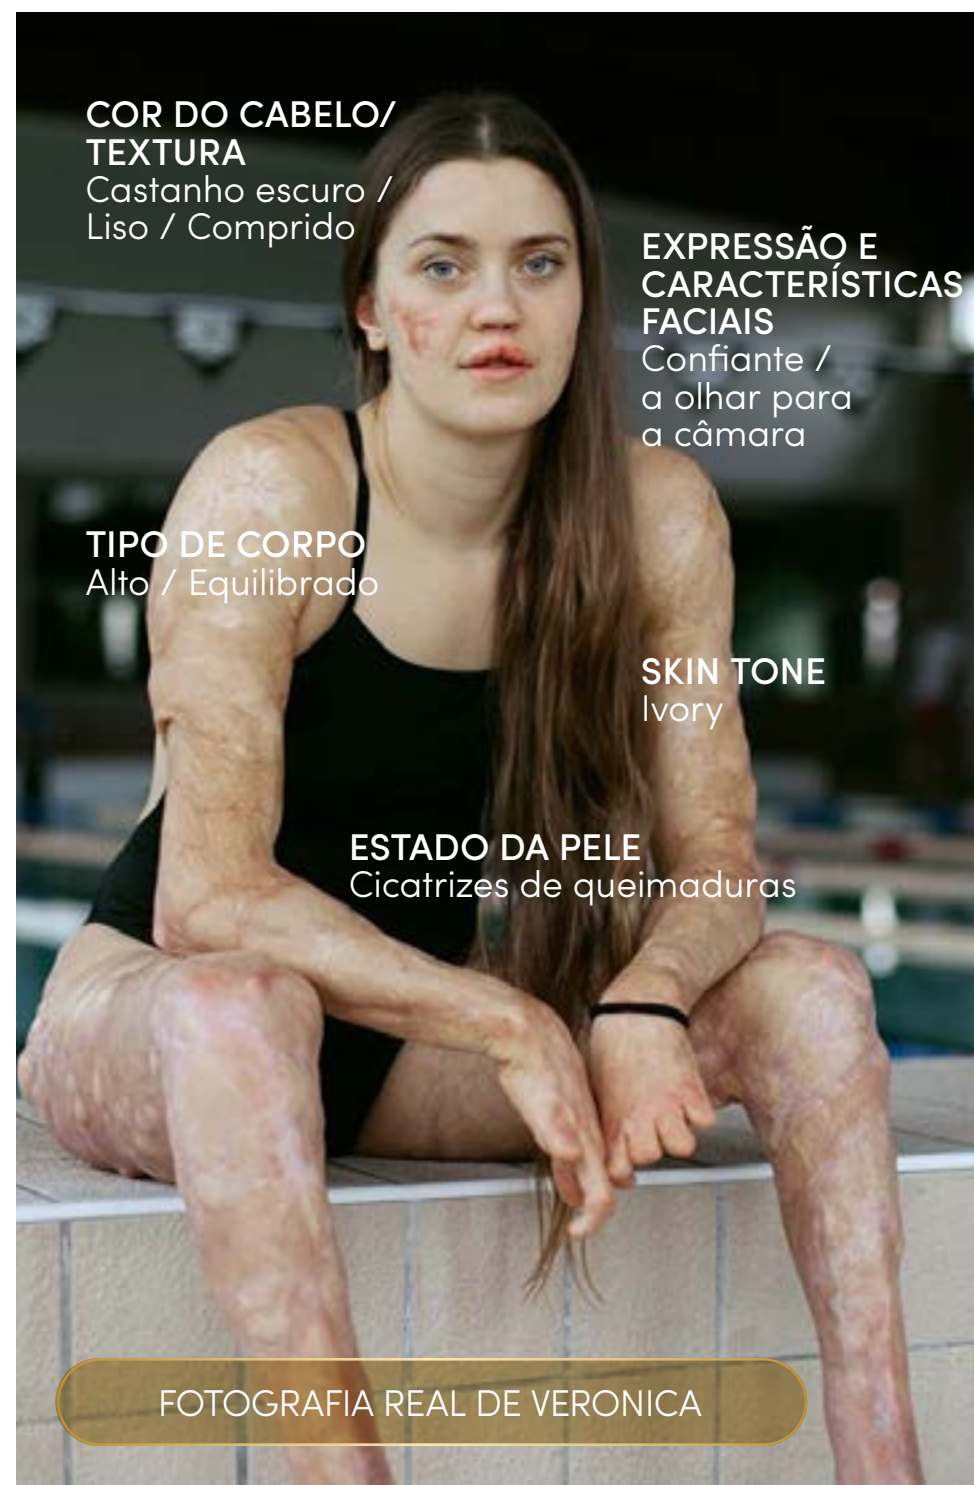 COR DO CABELO/
TEXTURA
Castanho escuro /
Liso / Comprido
EXPRESSÃO E
CARACTERÍSTICAS
FACIAIS
Confiante /
a olhar para
a câmara
TIPO DE CORPO
Alto / Equilibrado
SKIN TONE
Ivory
ESTADO DA PELE
Cicatrizes de queimaduras
FOTOGRAFIA REAL DE VERONICA